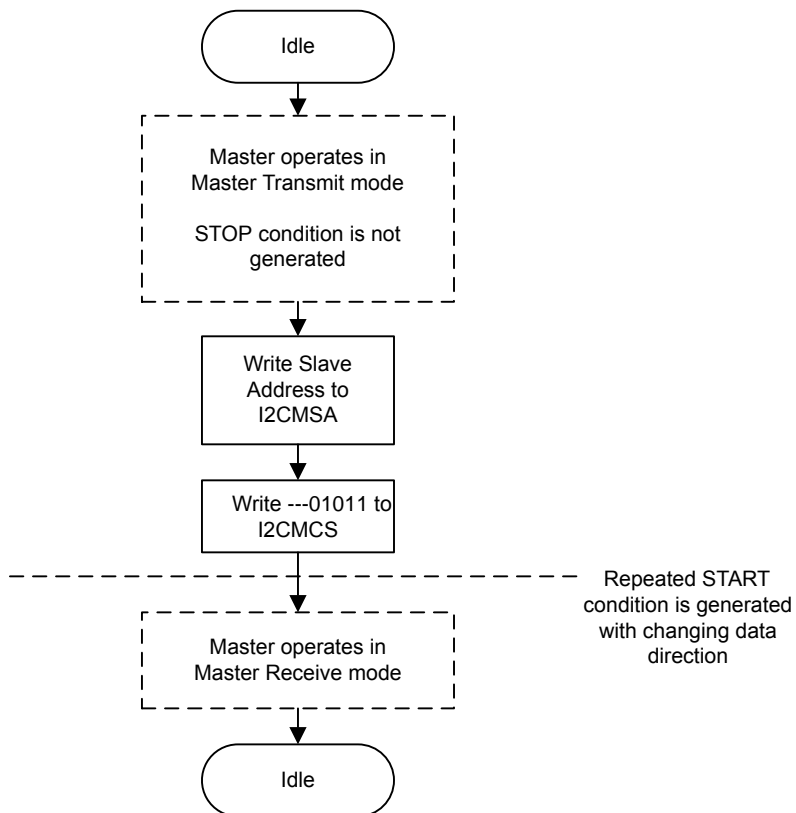 Idle
Master operates in
Master Transmit mode
STOP condition is not
generated
Write Slave
Address to
I2CMSA
Write ---01011 to
I2CMCS
Repeated START
condition is generated
with changing data
direction
Master operates in
Master Receive mode
Idle